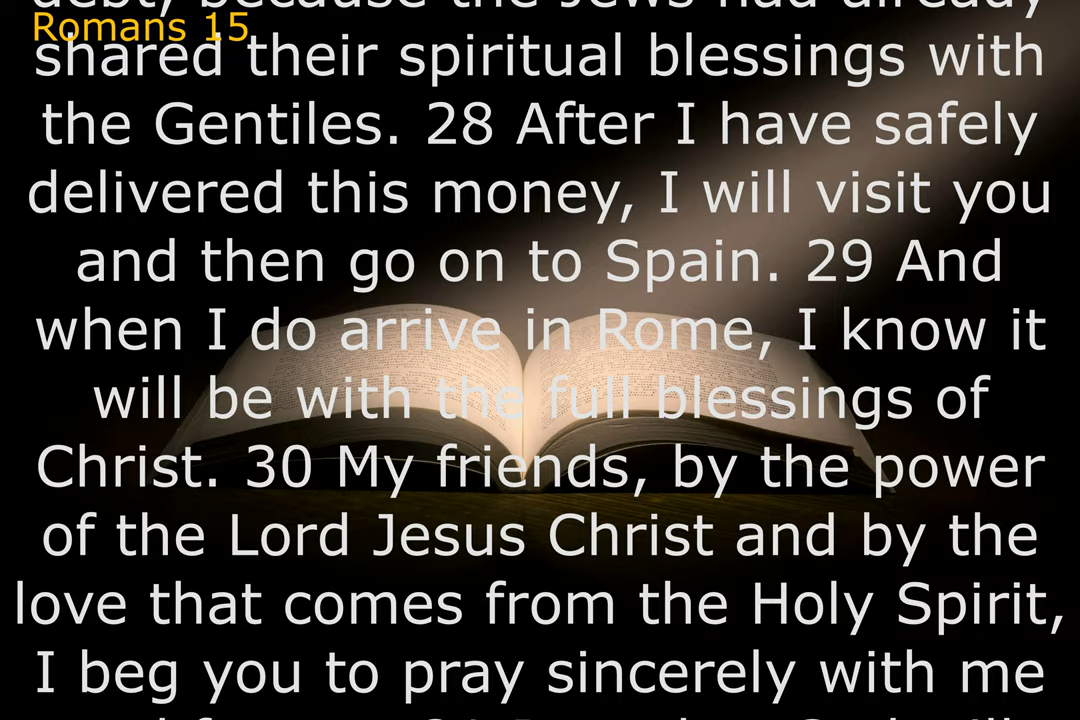 debt, because the Jews had already
Romans 15
shared their spiritual blessings with
the Gentiles. 28 After I have safely
delivered this money, I will visit you
and then go on to Spain. 29 And
when I do arrive in Rome, I know it
will be with the full blessings of
Christ. 30 My friends, by the power
of the Lord Jesus Christ and by the
love that comes from the Holy Spirit,
I beg you to pray sincerely with me